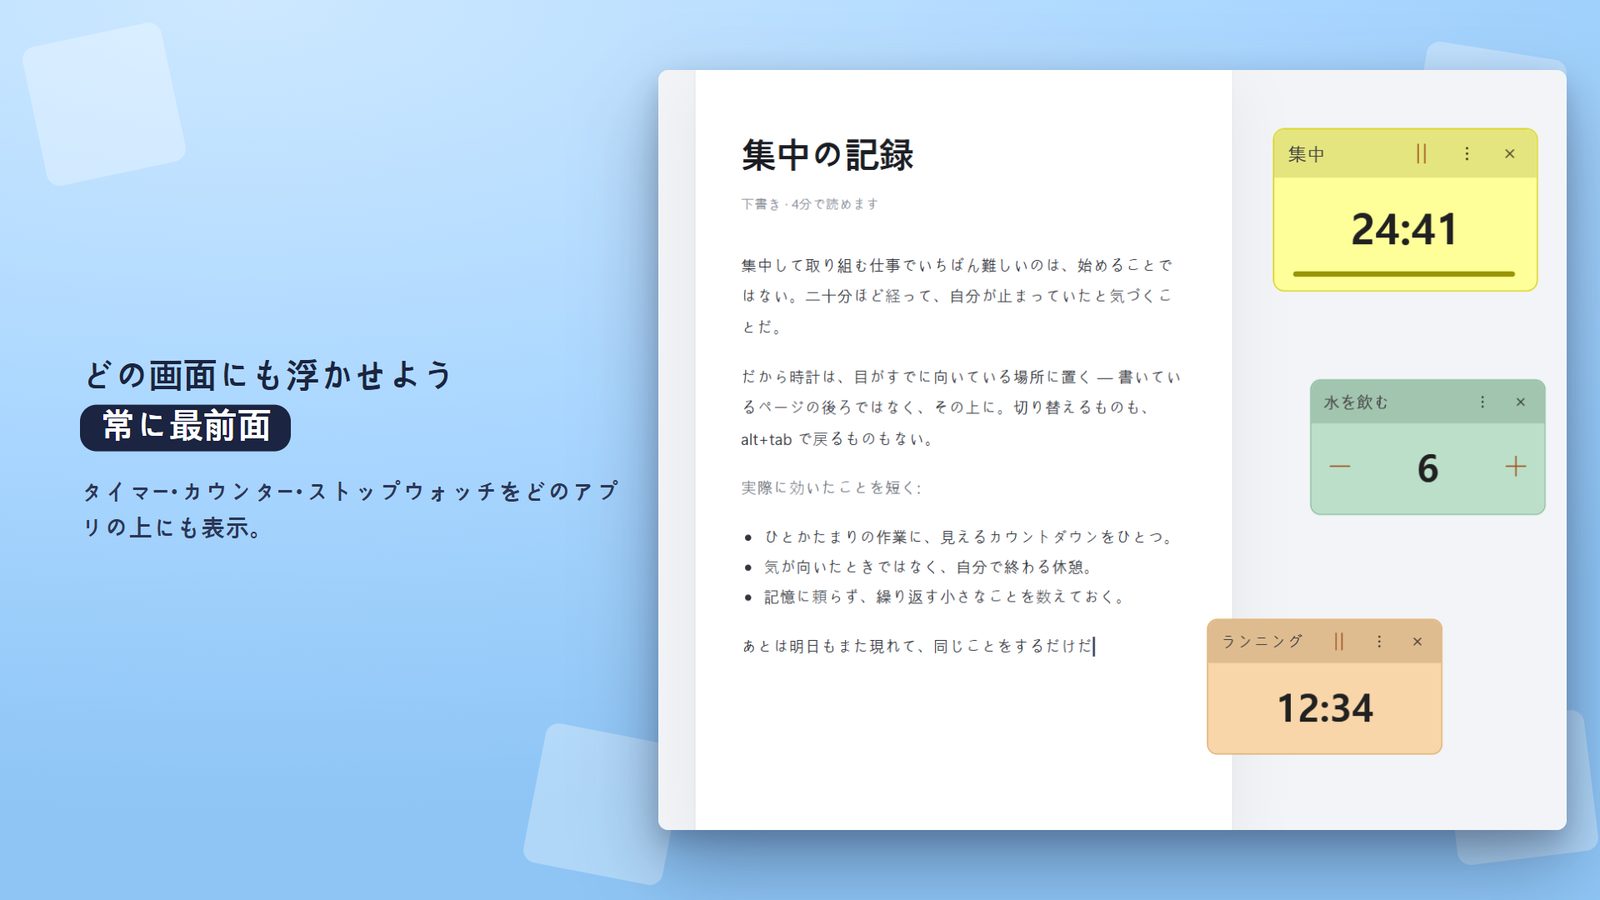 どの画面にも浮かせよう
常に最前面
タイマー・カウンター・ストップウォッチをどのアプ
リの上にも表示。
集中の記録
下書き · 4分で読めます
集中して取り組む仕事でいちばん難しいのは、始めることで
はない。二十分ほど経って、自分が止まっていたと気づくこ
とだ。
だから時計は、目がすでに向いている場所に置く — 書いてい
るページの後ろではなく、その上に。切り替えるものも、
alt+tab で戻るものもない。
実際に効いたことを短く:
• ひとかたまりの作業に、見えるカウントダウンをひとつ。
• 気が向いたときではなく、自分で終わる休憩。
• 記憶に頼らず、繰り返す小さなことを数えておく。
あとは明日もまた現れて、同じことをするだけだ
集中
24:41
水を飲む
6
ランニング
12:34